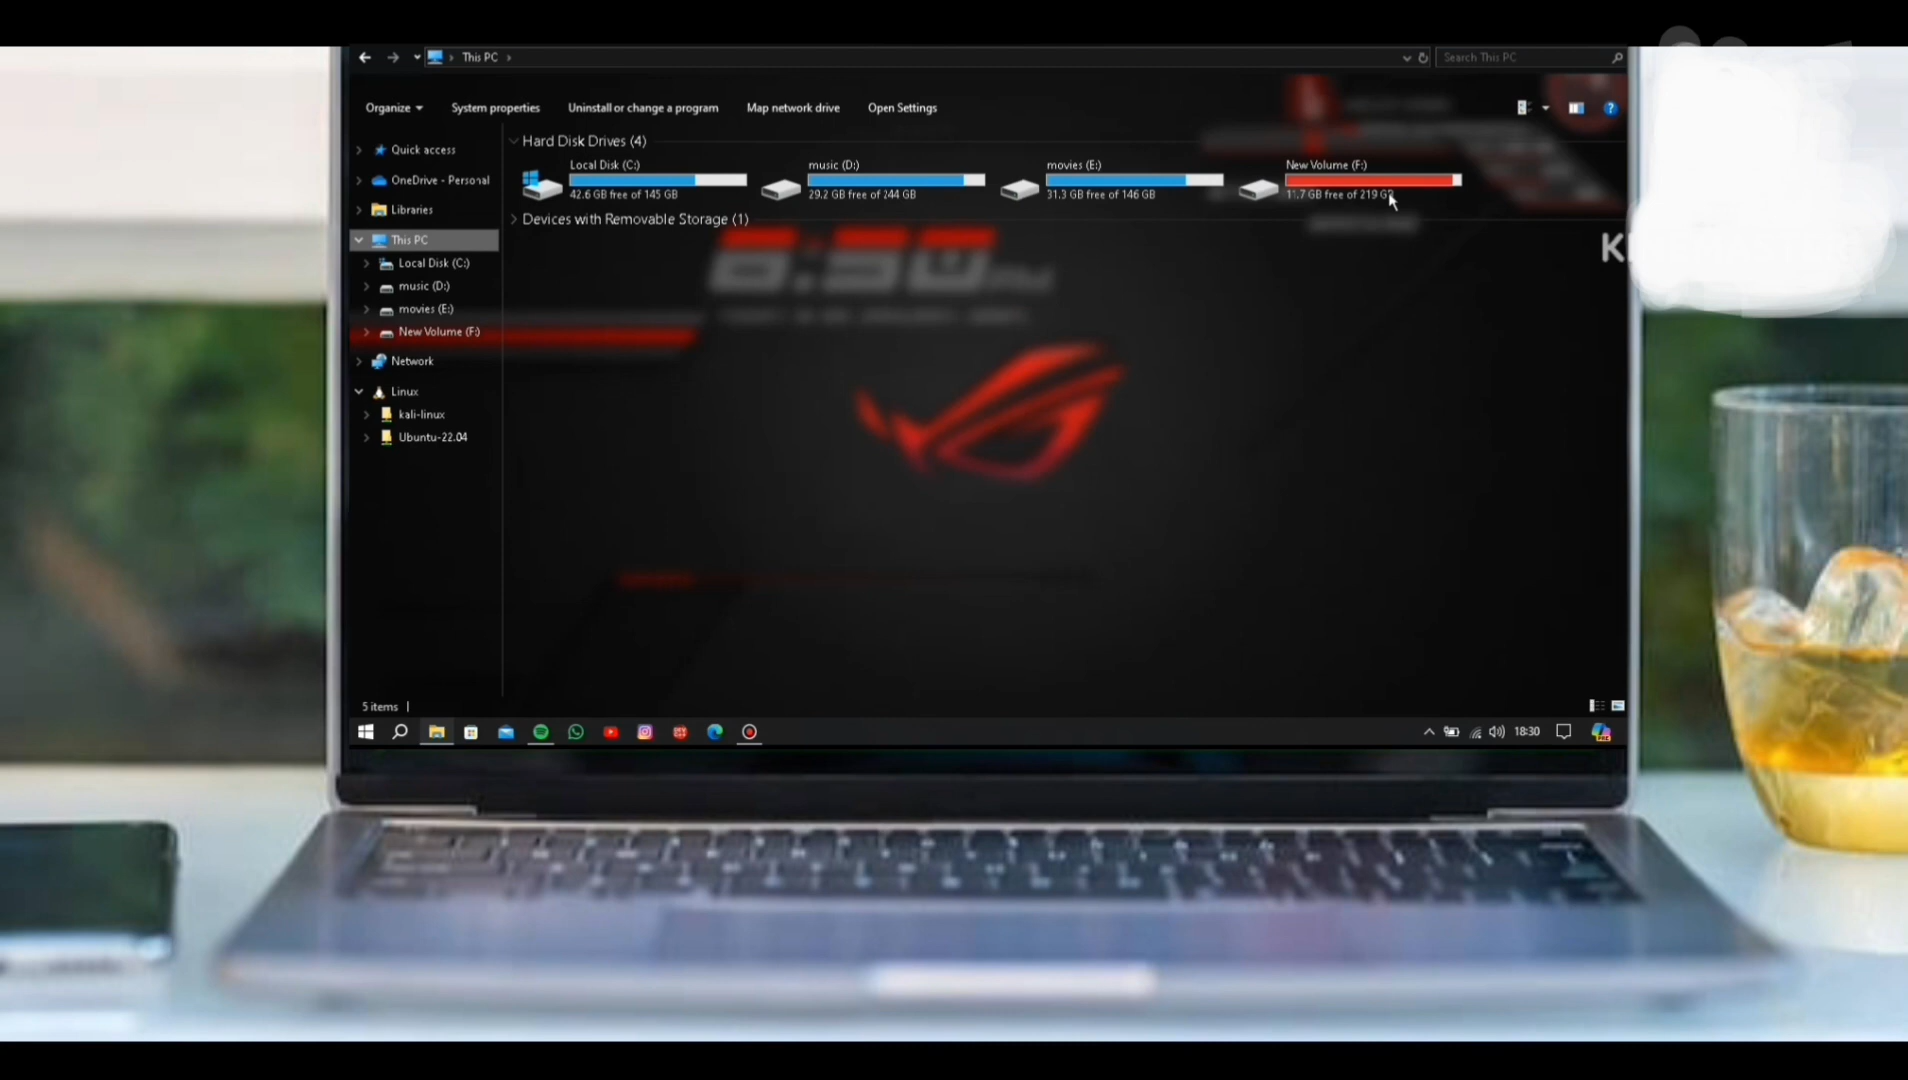 This PC
Search This PC
Organize
System properties
Uninstall or change a program
Map network drive
Open Settings
Quick access
OneDrive - Personal
Libraries
This PC
Local Disk (C:)
music (D:)
movies (E:)
New Volume (F:)
Network
Linux
kali-linux
Ubuntu-22.04
Hard Disk Drives (4)
Local Disk (C:)
42.6 GB free of 145 GB
music (D:)
29.2 GB free of 244 GB
movies (E:)
31.3 GB free of 146 GB
New Volume (F:)
11.7 GB free of 219 GB
Devices with Removable Storage (1)
6:30 PM
5 items
18:30